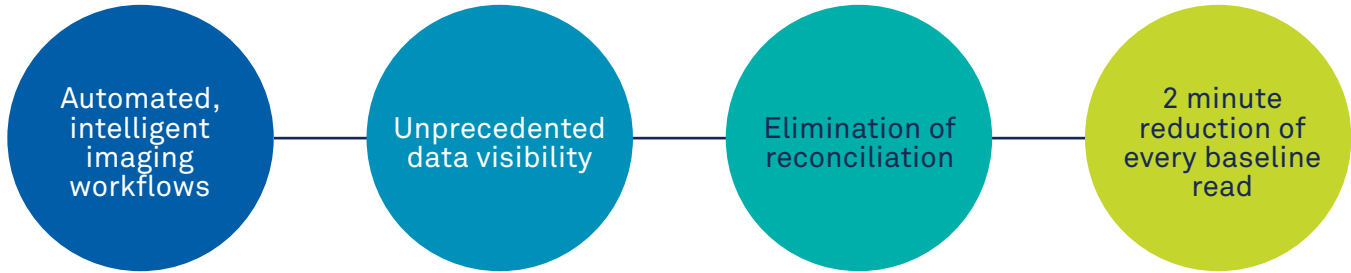 Automated,
intelligent
imaging
workflows
Unprecedented
data visibility
Elimination of
reconciliation
2 minute
reduction of
every baseline
read